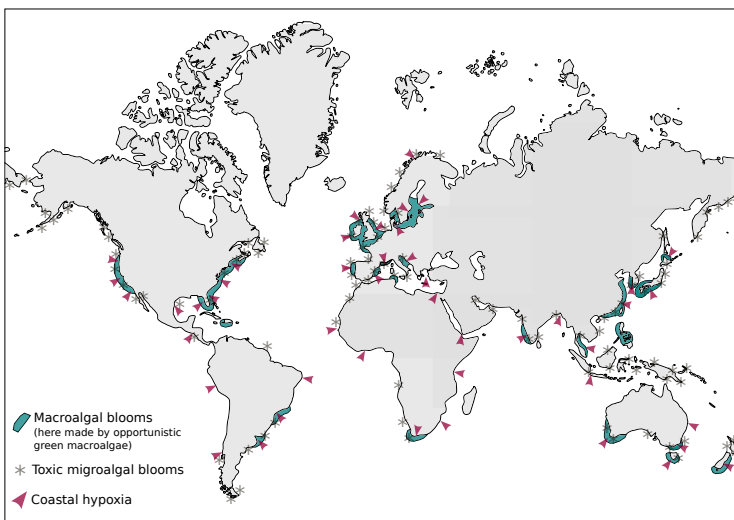 Macroalgal blooms
(here made by opportunistic
green macroalgae)
Toxic migroalgal blooms
Coastal hypoxia